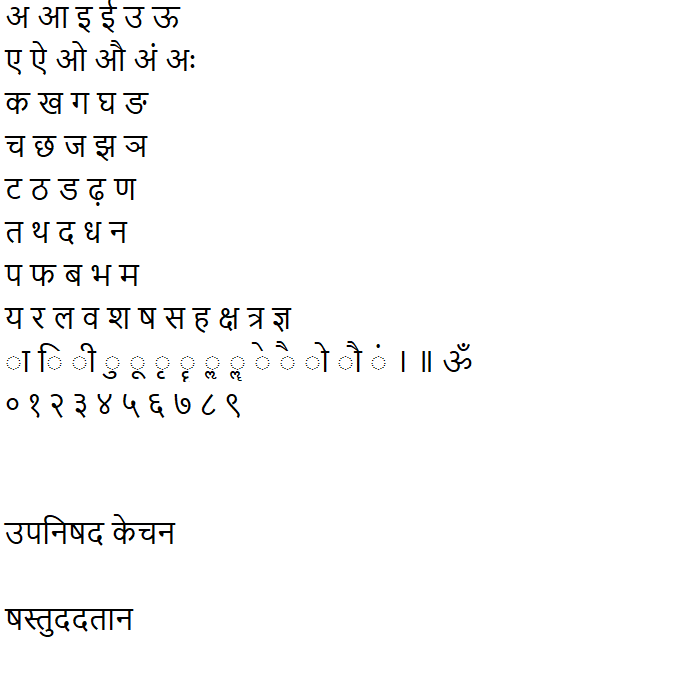 अ आ इ ई उ ऊ
ए ऐ ओ औ अं अः
क ख ग घ ङ
च छ ज झ ञ
ट ठ ड ढ़ ण
त थ द ध न
प फ ब भ म
य र ल व श ष स ह क्ष त्र ज्ञ
ा ि ी ु ू ृ ॄ ॢ ॣ े ै ो ौ ं । ॥ ॐ
० १ २ ३ ४ ५ ६ ७ ८ ९
उपनिषद केचन
षस्तुददतान